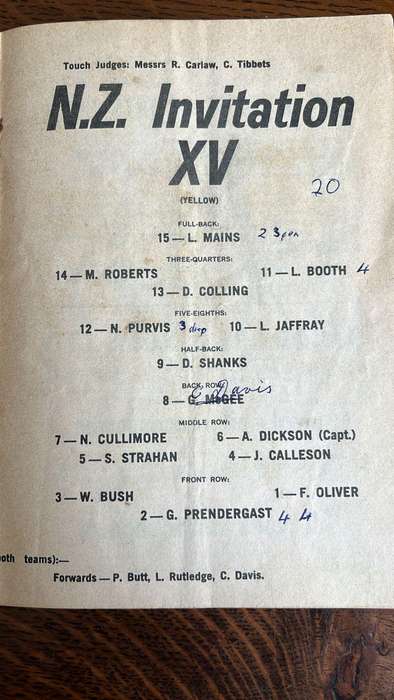 Touch Judges: Messrs R. Carlaw, C. Tibbets
N.Z. Invitation
XV
20
(YELLOW)
FULL-BACK:
15 — L. MAINS 2 3 pen
THREE-QUARTERS:
14 — M. ROBERTS 11 — L. BOOTH 4
13 — D. COLLING
FIVE-EIGHTHS:
12 — N. PURVIS 3 drop 10 — L. JAFFRAY
HALF-BACK:
9 — D. SHANKS
BACK ROW:
C Davis
8 — G. McGEE
MIDDLE ROW:
7 — N. CULLIMORE 6 — A. DICKSON (Capt.)
5 — S. STRAHAN 4 — J. CALLESON
FRONT ROW:
3 — W. BUSH 1 — F. OLIVER
2 — G. PRENDERGAST 4 4
oth teams):—
Forwards — P. Butt, L. Rutledge, C. Davis.